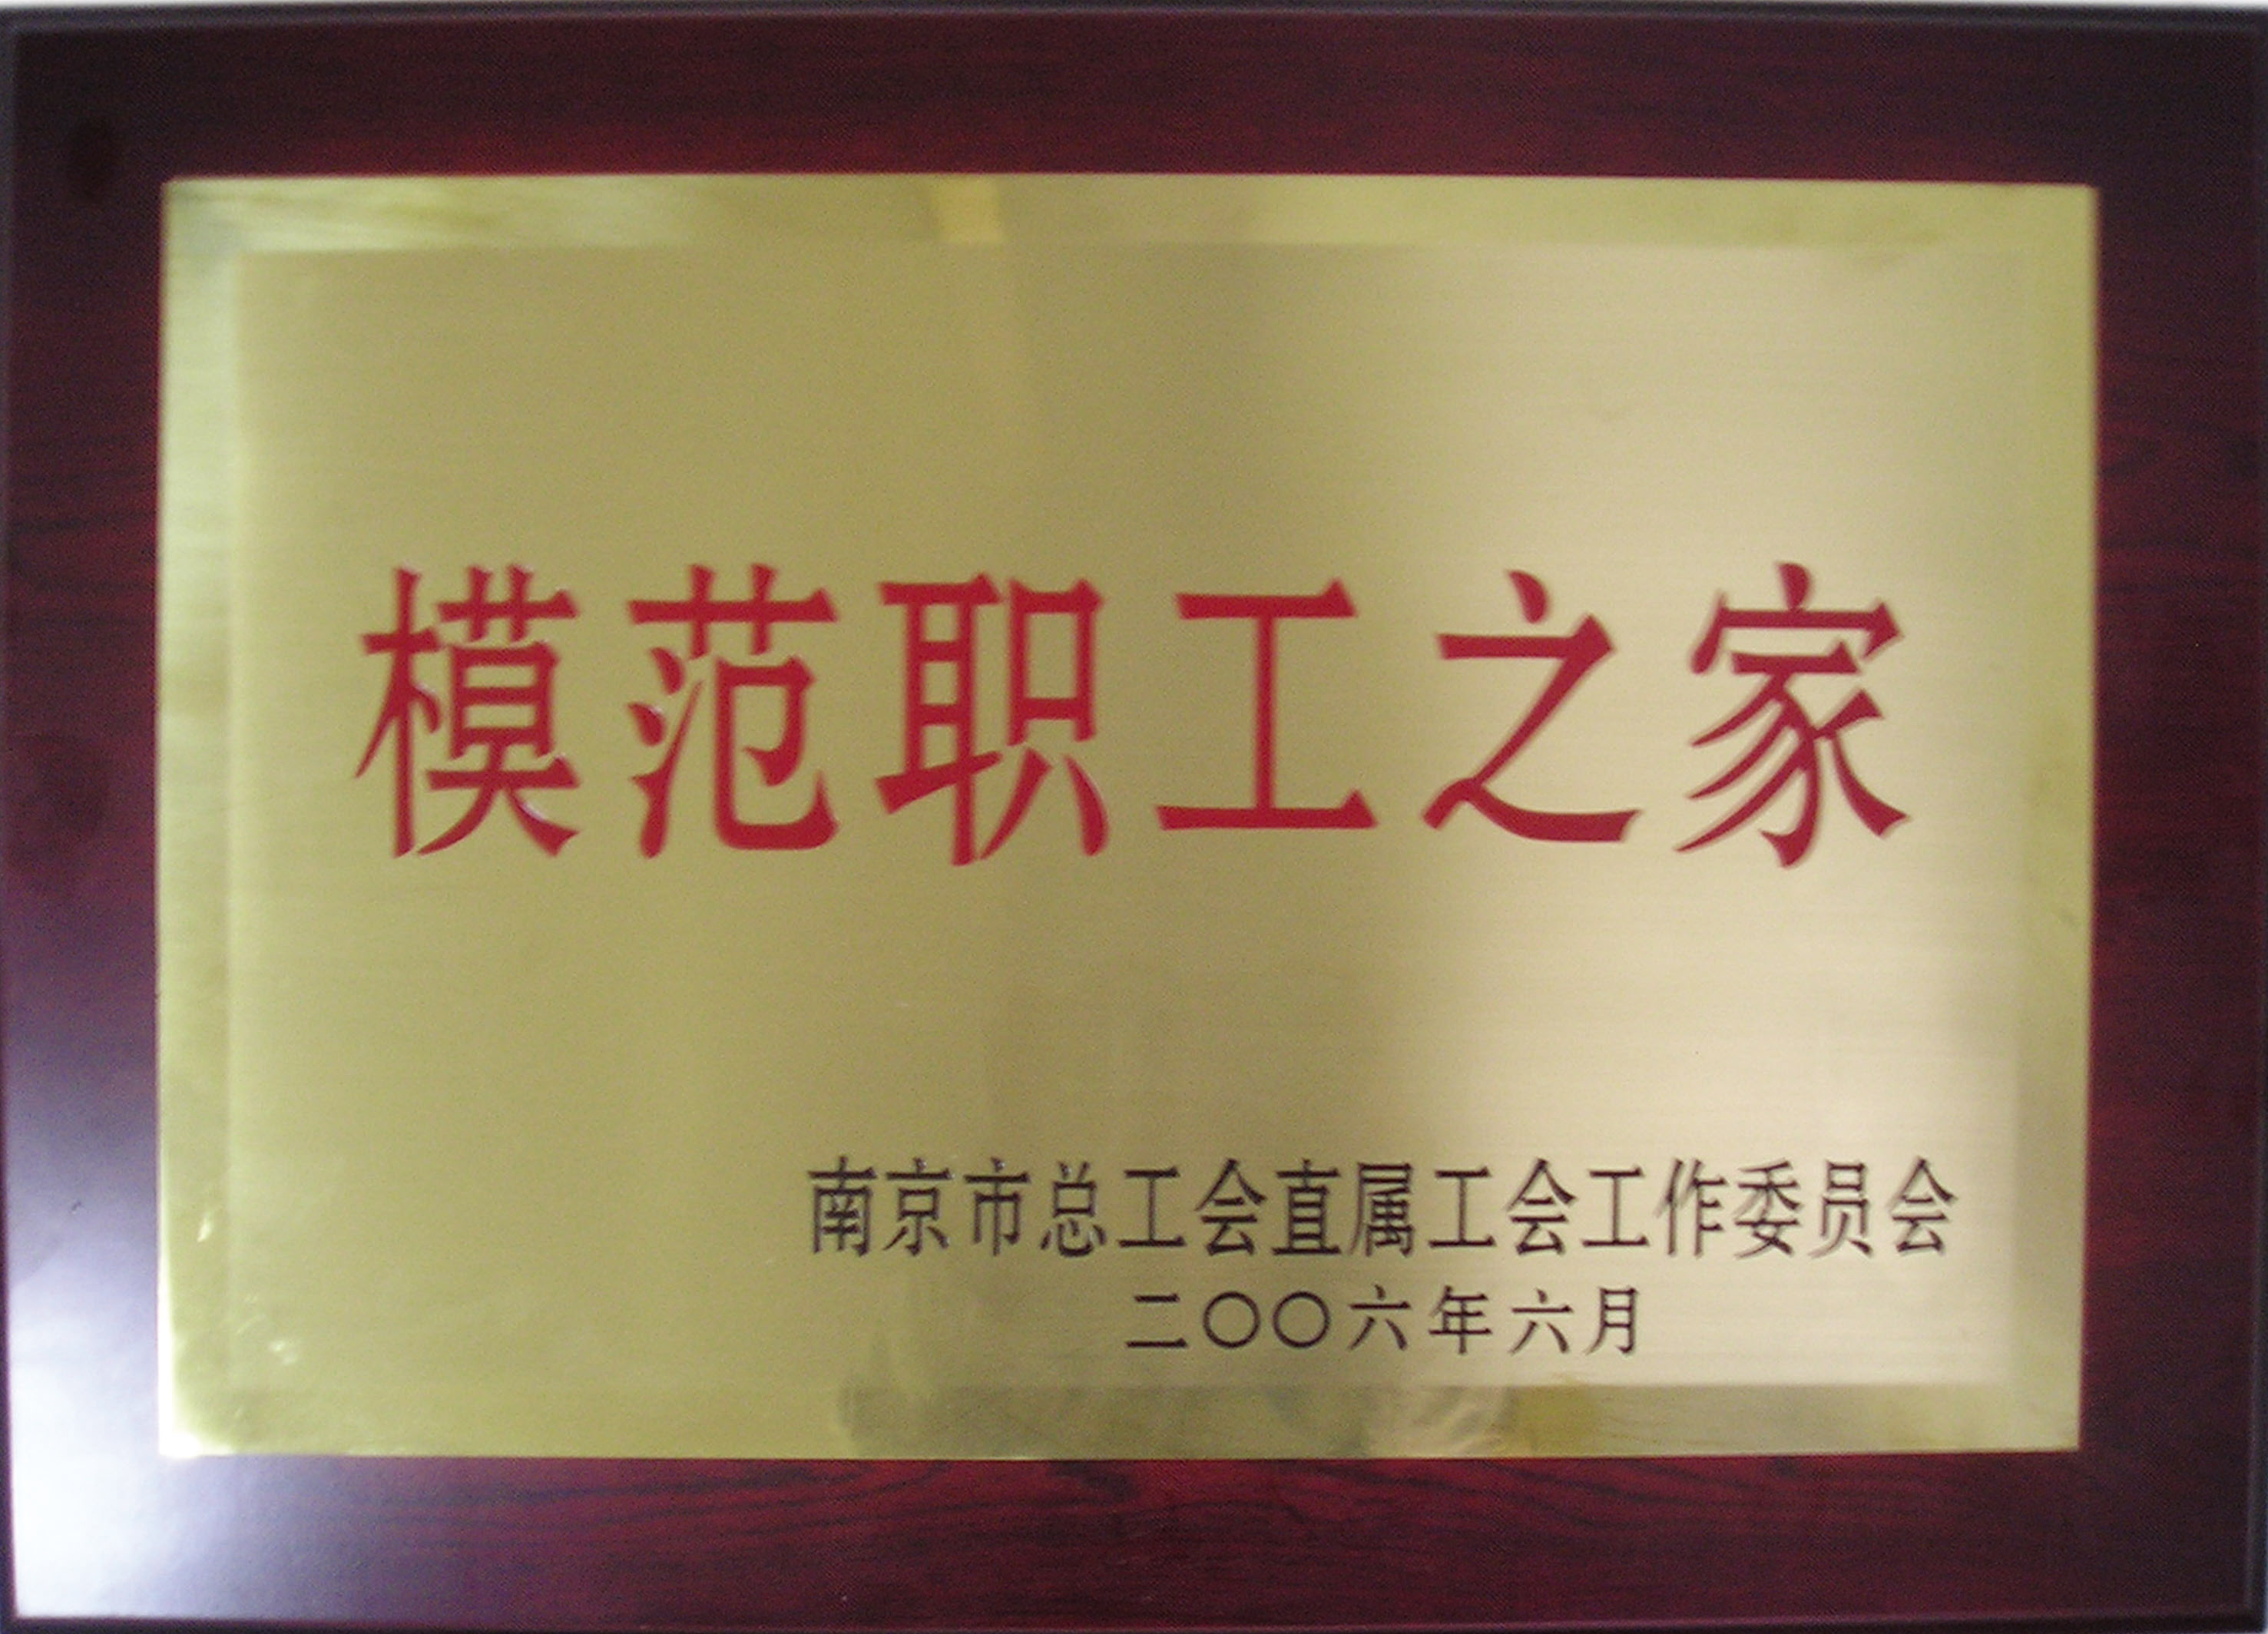 模范职工之家
南京市总工会直属工会工作委员会
二〇〇六年六月